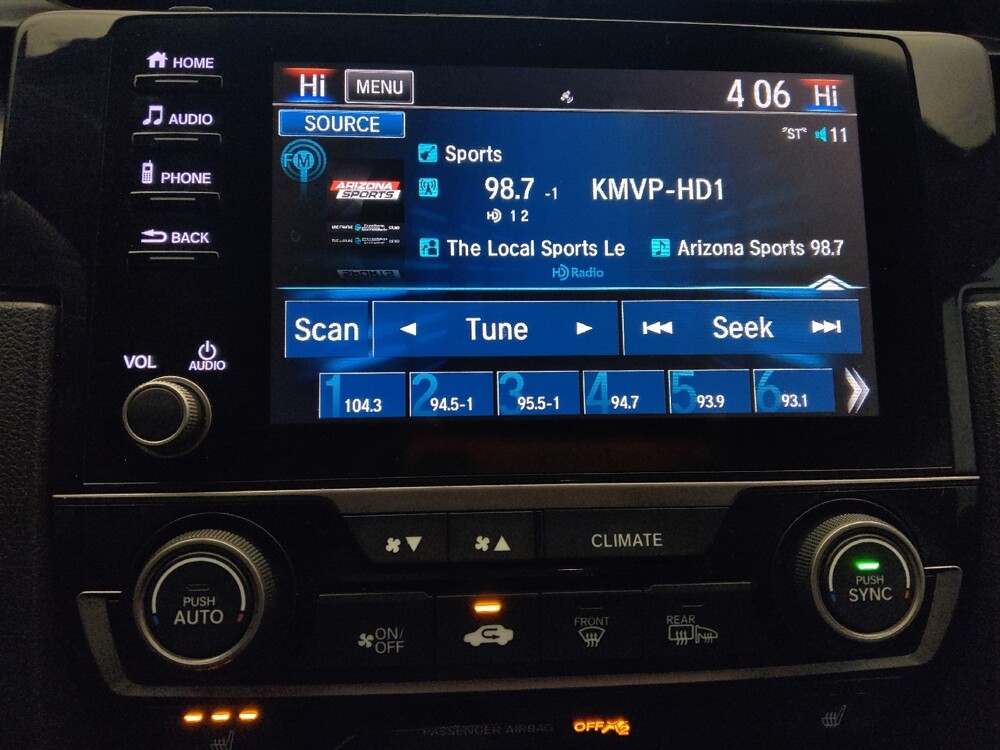 HOME
AUDIO
PHONE
BACK
VOL
AUDIO
Hi MENU 4 06 Hi
SOURCE
"ST" 11
FM
Sports
ARIZONA
SPORTS
98.7 -1 KMVP-HD1
HD 1 2
The Local Sports Le Arizona Sports 98.7
HD Radio
Scan Tune Seek
1 104.3 2 94.5-1 3 95.5-1 4 94.7 5 93.9 6 93.1
CLIMATE
PUSH
AUTO
PUSH
SYNC
ON/
OFF
FRONT
REAR
PASSENGER AIRBAG OFF 2